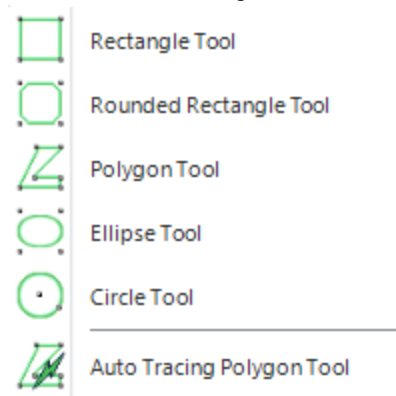 Rectangle Tool
Rounded Rectangle Tool
Polygon Tool
Ellipse Tool
Circle Tool
Auto Tracing Polygon Tool